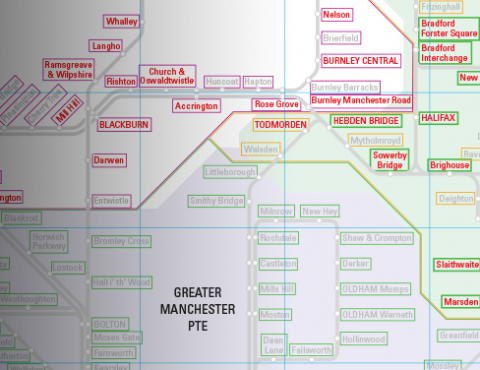 Frizinghall
Whalley
Nelson
Bradford
Forster Square
Brierfield
Langho
Bradford
Interchange
Ramsgreeve
& Wilpshire
BURNLEY CENTRAL
Church &
Oswaldtwistle
New
Rishton
Huncoat
Hapton
Burnley Barracks
Mill Hill
Cherry Tree
Accrington
Rose Grove
Burnley Manchester Road
BLACKBURN
TODMORDEN
HEBDEN BRIDGE
HALIFAX
Mytholmroyd
Walsden
Darwen
Sowerby
Bridge
Brighouse
Littleborough
ngton
Entwistle
Smithy Bridge
Deighton
Milnrow
New Hey
Blackrod
Bromley Cross
Rochdale
Shaw & Crompton
Horwich
Parkway
Lostock
Castleton
Derker
Slaithwaite
Hall i' th' Wood
Mills Hill
OLDHAM Mumps
GREATER
MANCHESTER
PTE
Westhoughton
Marsden
Moston
OLDHAM Werneth
BOLTON
Moses Gate
Dean
Lane
Failsworth
Hollinwood
Greenfield
Farnworth
Kearsley
Mossley